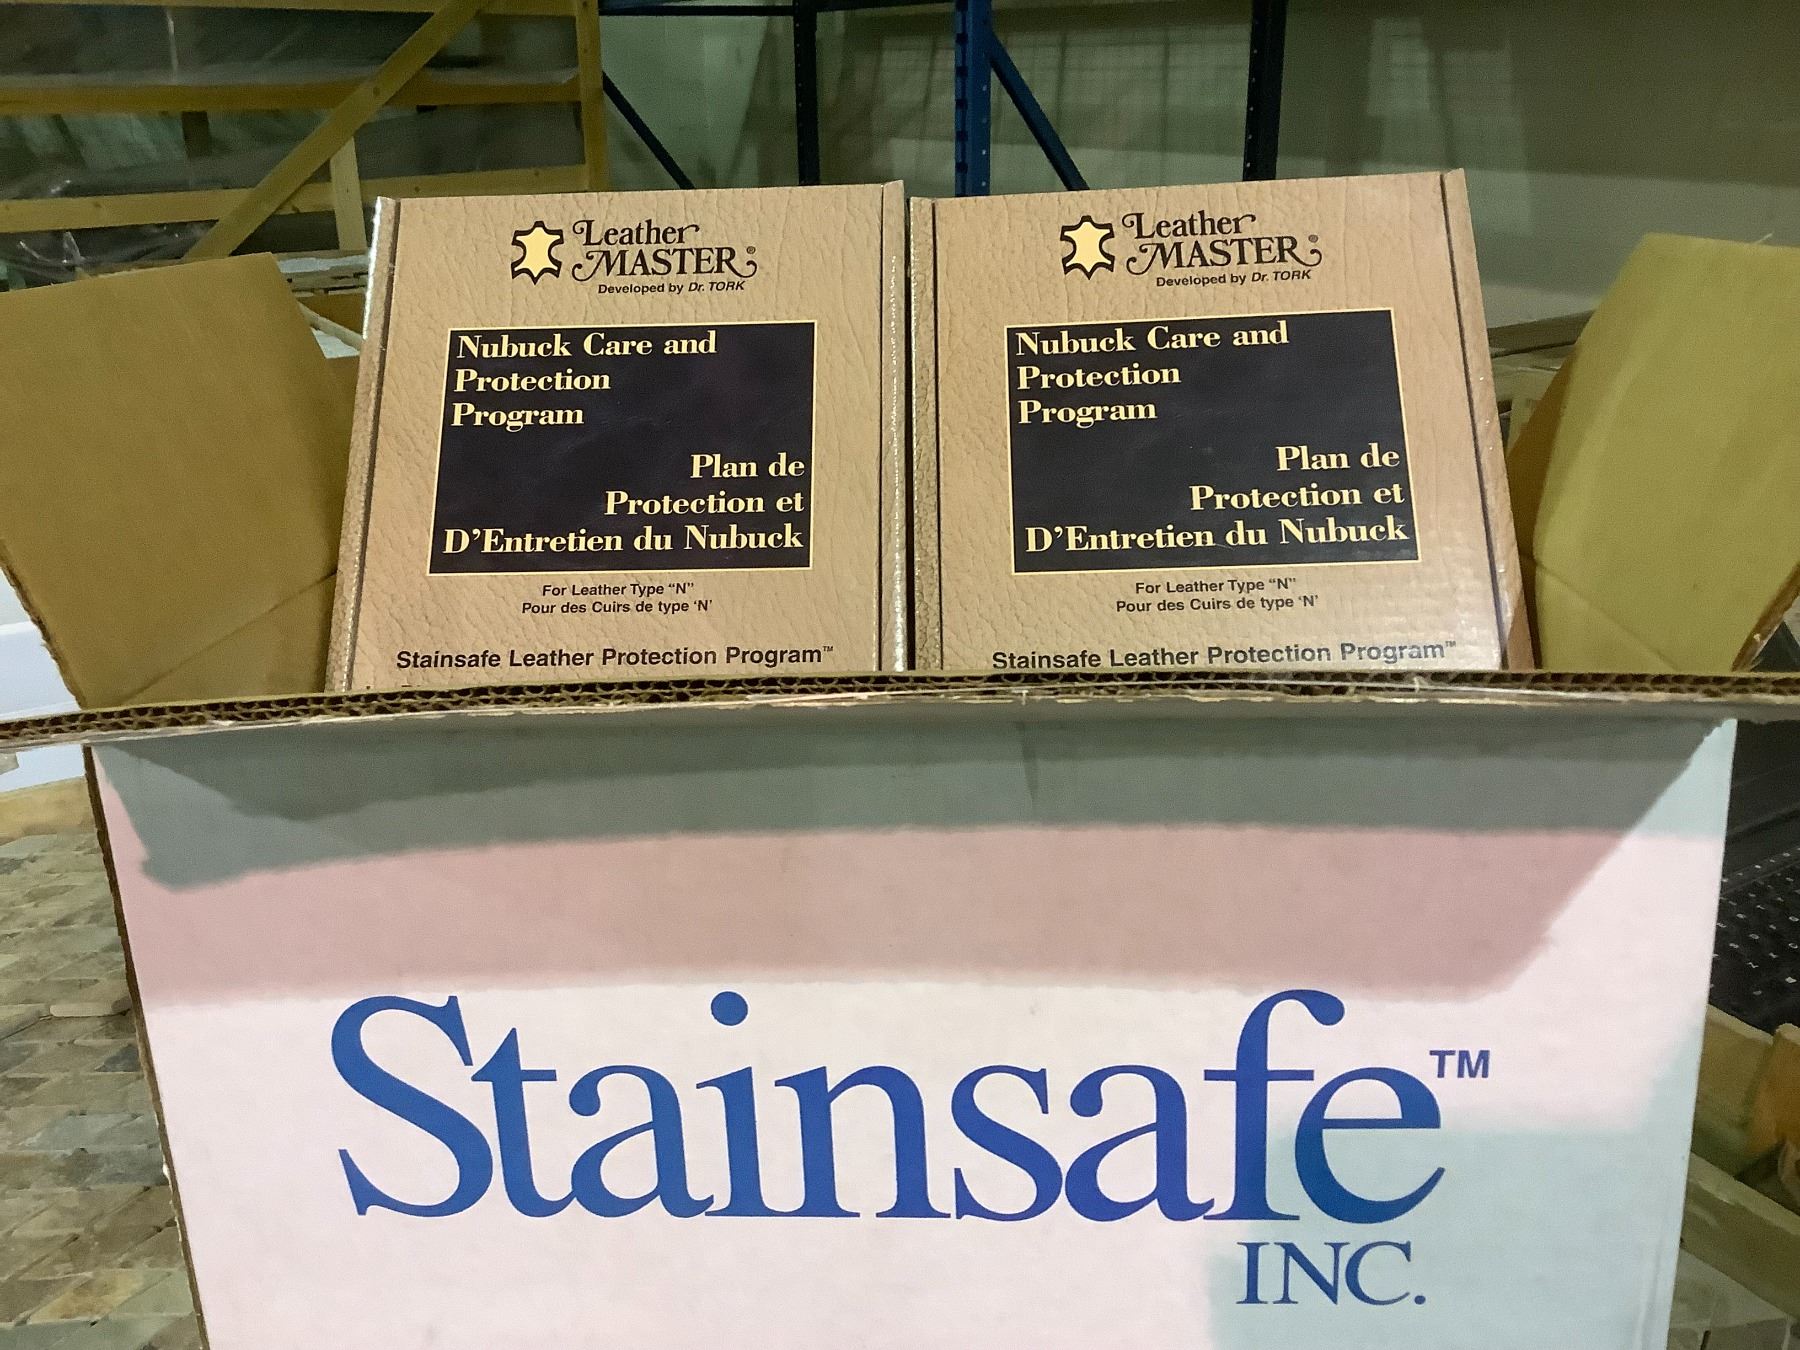 Leather
MASTER®
Developed by Dr. TORK
Nubuck Care and
Protection
Program
Plan de
Protection et
D'Entretien du Nubuck
For Leather Type "N"
Pour des Cuirs de type 'N'
Stainsafe Leather Protection Program™
Leather
MASTER®
Developed by Dr. TORK
Nubuck Care and
Protection
Program
Plan de
Protection et
D'Entretien du Nubuck
For Leather Type "N"
Pour des Cuirs de type 'N'
Stainsafe Leather Protection Program™
Stainsafe™
INC.